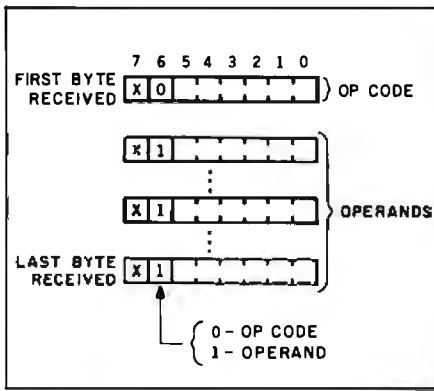 7 6 5 4 3 2 1 0
FIRST BYTE
RECEIVED
X 0
OP CODE
X 1
X 1
OPERANDS
LAST BYTE
RECEIVED
X 1
0 - OP CODE
1 - OPERAND